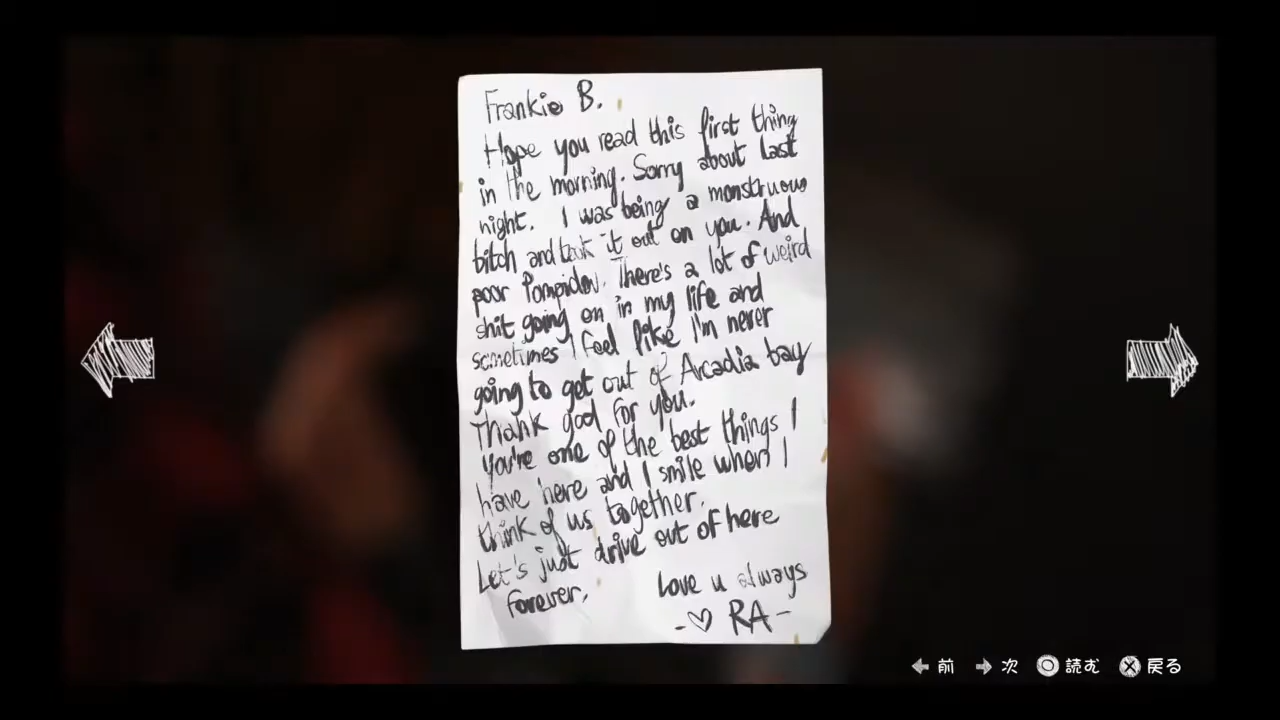 Frankie B.
Hope you read this first thing
in the morning. Sorry about last
night. I was being a monstruous
bitch and took it out on you. And
poor Pompidou. There's a lot of weird
shit going on in my life and
sometimes I feel like I'm never
going to get out of Arcadia bay
Thank god for you.
You're one of the best things I
have here and I smile when I
think of us together.
Let's just drive out of here
forever.
Love u always
-♡ RA-
前 次 読む 戻る